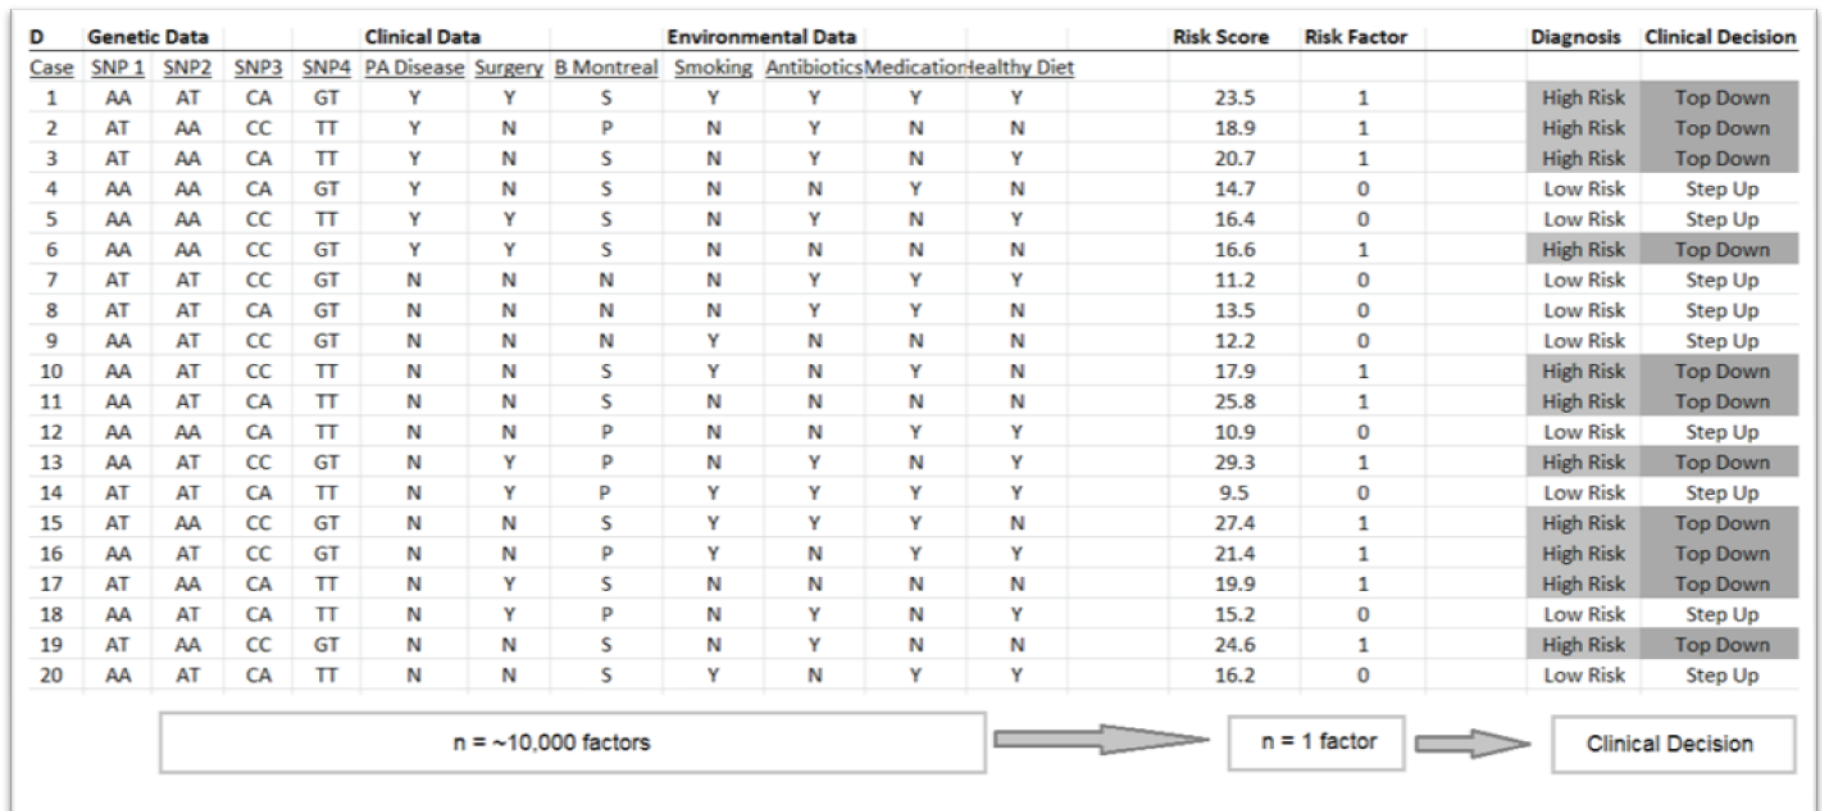 D Genetic Data Clinical Data Environmental Data Risk Score Risk Factor Diagnosis Clinical Decision
Case SNP 1 SNP2 SNP3 SNP4 PA Disease Surgery B Montreal Smoking Antibiotics Medication Healthy Diet
1 AA AT CA GT Y Y S Y Y Y Y 23.5 1 High Risk Top Down
2 AT AA CC TT Y N P N Y N N 18.9 1 High Risk Top Down
3 AT AA CA TT Y N S N Y N Y 20.7 1 High Risk Top Down
4 AA AA CA GT Y N S N N Y N 14.7 0 Low Risk Step Up
5 AA AA CC TT Y Y S N Y N Y 16.4 0 Low Risk Step Up
6 AA AA CC GT Y Y S N N N N 16.6 1 High Risk Top Down
7 AT AT CC GT N N N N Y Y Y 11.2 0 Low Risk Step Up
8 AT AT CA GT N N N N Y Y N 13.5 0 Low Risk Step Up
9 AA AT CC GT N N N Y N N N 12.2 0 Low Risk Step Up
10 AA AT CC TT N N S Y N Y N 17.9 1 High Risk Top Down
11 AA AT CA TT N N S N N N N 25.8 1 High Risk Top Down
12 AA AA CA TT N N P N N Y Y 10.9 0 Low Risk Step Up
13 AA AT CC GT N Y P N Y N Y 29.3 1 High Risk Top Down
14 AT AT CA TT N Y P Y Y Y Y 9.5 0 Low Risk Step Up
15 AT AA CC GT N N S Y Y Y N 27.4 1 High Risk Top Down
16 AA AT CC GT N N P Y N Y Y 21.4 1 High Risk Top Down
17 AT AA CA TT N Y S N N N N 19.9 1 High Risk Top Down
18 AA AT CA TT N Y P N Y N Y 15.2 0 Low Risk Step Up
19 AT AA CC GT N N S N Y N N 24.6 1 High Risk Top Down
20 AA AT CA TT N N S Y N Y Y 16.2 0 Low Risk Step Up
n = ~10,000 factors n = 1 factor Clinical Decision